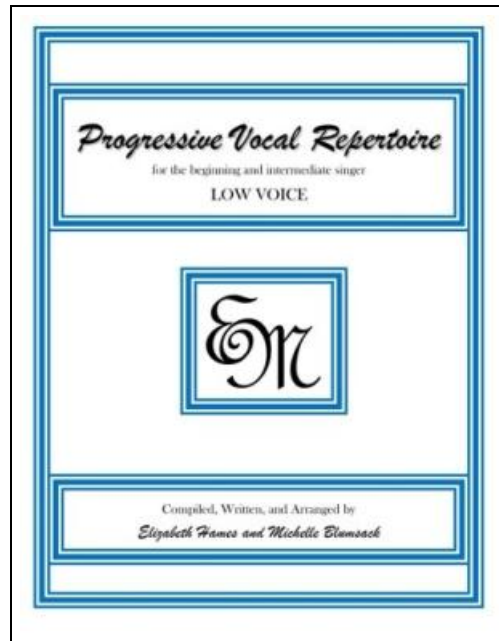 Progressive Vocal Repertoire
for the beginning and intermediate singer
LOW VOICE
EM
Compiled, Written, and Arranged by
Elizabeth Hames and Michelle Blumsack